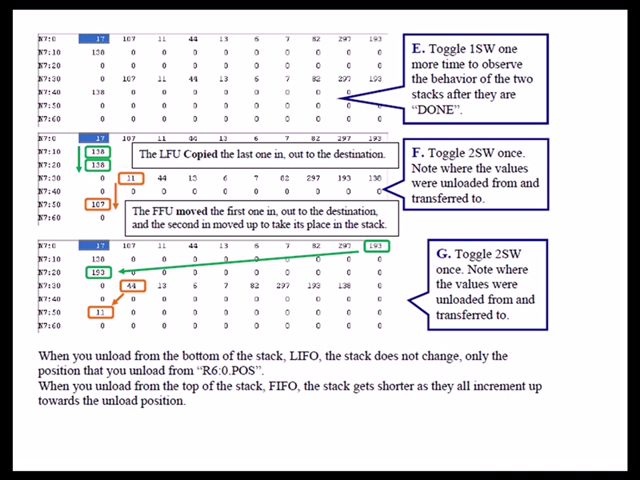 N7:0 17 107 11 44 13 6 7 82 297 193
N7:10 138 0 0 0 0 0 0 0 0 0
N7:20 0 0 0 0 0 0 0 0 0 0
N7:30 0 107 11 44 13 6 7 82 297 193
N7:40 138 0 0 0 0 0 0 0 0
N7:50 0 0 0 0 0 0 0 0 0 0
N7:60 0 0 0 0 0 0 0 0 0 0
E. Toggle 1SW one
more time to observe
the behavior of the two
stacks after they are
“DONE”.
N7:0 17 107 11 44 13 6 7 82 297 193
N7:10 138
N7:20 138
N7:30 0 11 44 13 6 7 82 297 193 138
N7:40 0 0 0 0 0 0 0 0 0 0
N7:50 107
N7:60 0
The LFU Copied the last one in, out to the destination.
The FFU moved the first one in, out to the destination,
and the second in moved up to take its place in the stack.
F. Toggle 2SW once.
Note where the values
were unloaded from and
transferred to.
N7:0 17 107 11 44 13 6 7 82 297 193
N7:10 138 0 0 0 0 0 0 0 0 0
N7:20 193 0 0 0 0 0 0 0 0 0
N7:30 0 44 13 6 7 82 297 193 138 0
N7:40 0 0 0 0 0 0 0 0 0 0
N7:50 11 0 0 0 0 0 0 0 0 0
N7:60 0 0 0 0 0 0 0 0 0 0
G. Toggle 2SW
once. Note where
the values were
unloaded from and
transferred to.
When you unload from the bottom of the stack, LIFO, the stack does not change, only the
position that you unload from “R6:0.POS”.
When you unload from the top of the stack, FIFO, the stack gets shorter as they all increment up
towards the unload position.